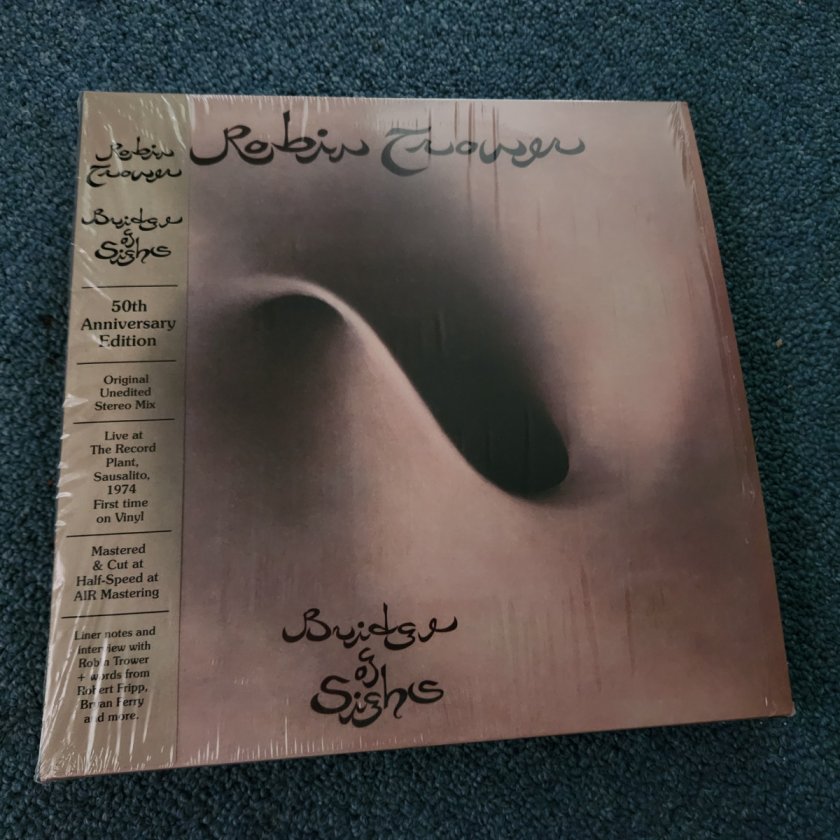 Robin Trower
Robin
Trower
Bridge
of
Sighs
50th
Anniversary
Edition
Original
Unedited
Stereo Mix
Live at
The Record
Plant,
Sausalito,
1974
First time
on Vinyl
Mastered
& Cut at
Half-Speed at
AIR Mastering
Liner notes and
interview with
Robin Trower
+ words from
Robert Fripp,
Bryan Ferry
and more.
Bridge
of
Sighs